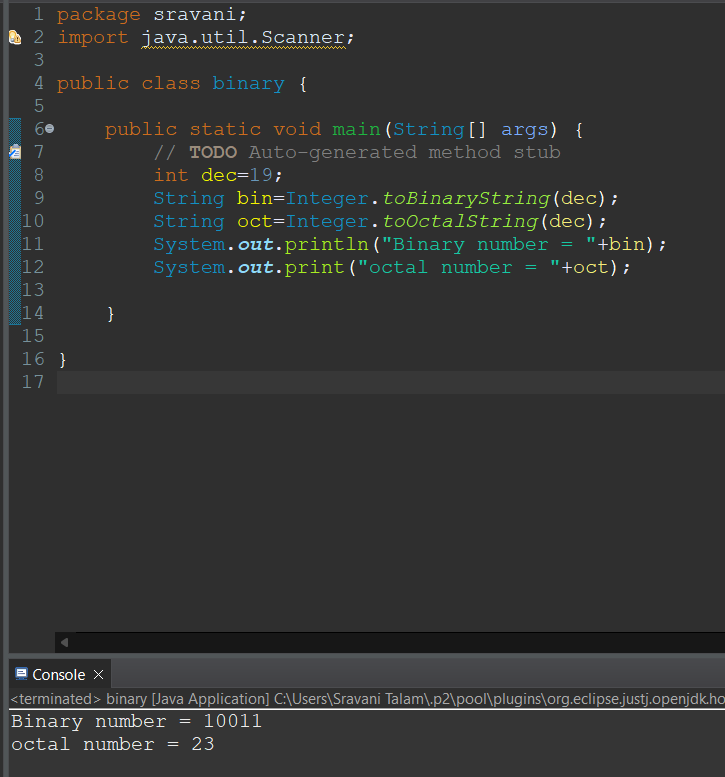 1 package sravani;
2 import java.util.Scanner;
3
4 public class binary {
5
6 public static void main(String[] args) {
7 // TODO Auto-generated method stub
8 int dec=19;
9 String bin=Integer.toBinaryString(dec);
10 String oct=Integer.toOctalString(dec);
11 System.out.println("Binary number = "+bin);
12 System.out.print("octal number = "+oct);
13
14 }
15
16 }
17
Console
<terminated> binary [Java Application] C:\Users\Sravani Talam\.p2\pool\plugins\org.eclipse.justj.openjdk.ho
Binary number = 10011
octal number = 23